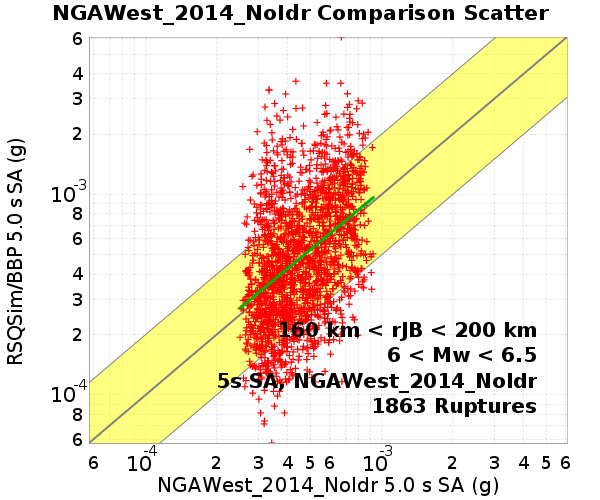 NGAWest_2014_NoIdr Comparison Scatter
6
4
3
2
10-3
8
6
4
3
2
10-4
8
6
RSQSim/BBP 5.0 s SA (g)
160 km < rJB < 200 km
6 < Mw < 6.5
5s SA, NGAWest_2014_NoIdr
1863 Ruptures
6 10-4 2 3 4 5 6 10-3 2 3 4 5 6
NGAWest_2014_NoIdr 5.0 s SA (g)